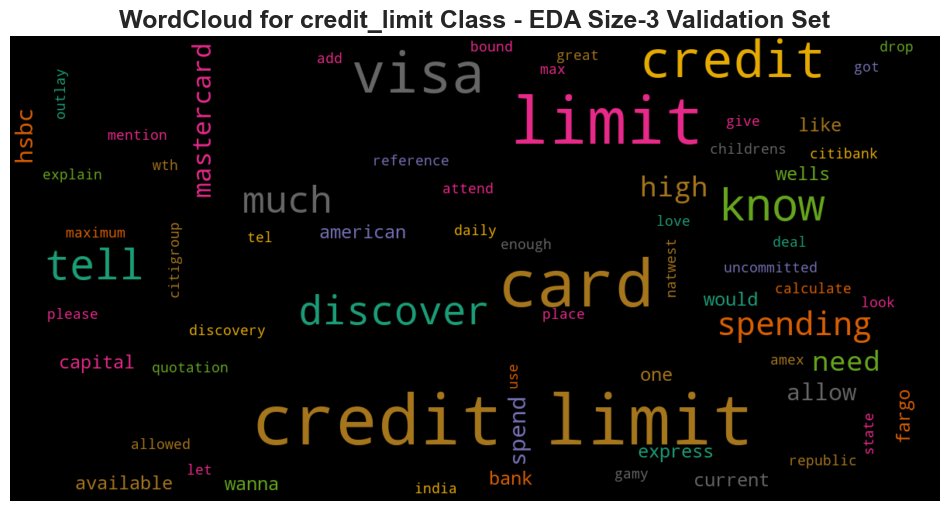 WordCloud for credit_limit Class - EDA Size-3 Validation Set
bound
drop
add
great
visa
credit
max
got
outlay
mastercard
limit
hsbc
mention
give
like
childrens
citibank
wth
reference
explain
wells
attend
high
much
know
love
maximum
tel
american
daily
enough
deal
citigroup
natwest
tell
uncommitted
card
calculate
would
look
please
discover
place
discovery
spending
capital
quotation
use
one
amex
need
allow
credit limit
spend
fargo
state
allowed
express
let
republic
available
wanna
india
bank
gamy
current